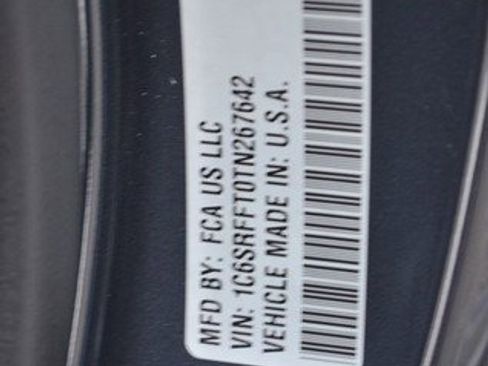 MFD BY: FCA US LLC
VIN: 1C6SRFFT0TN267642
VEHICLE MADE IN: U.S.A.